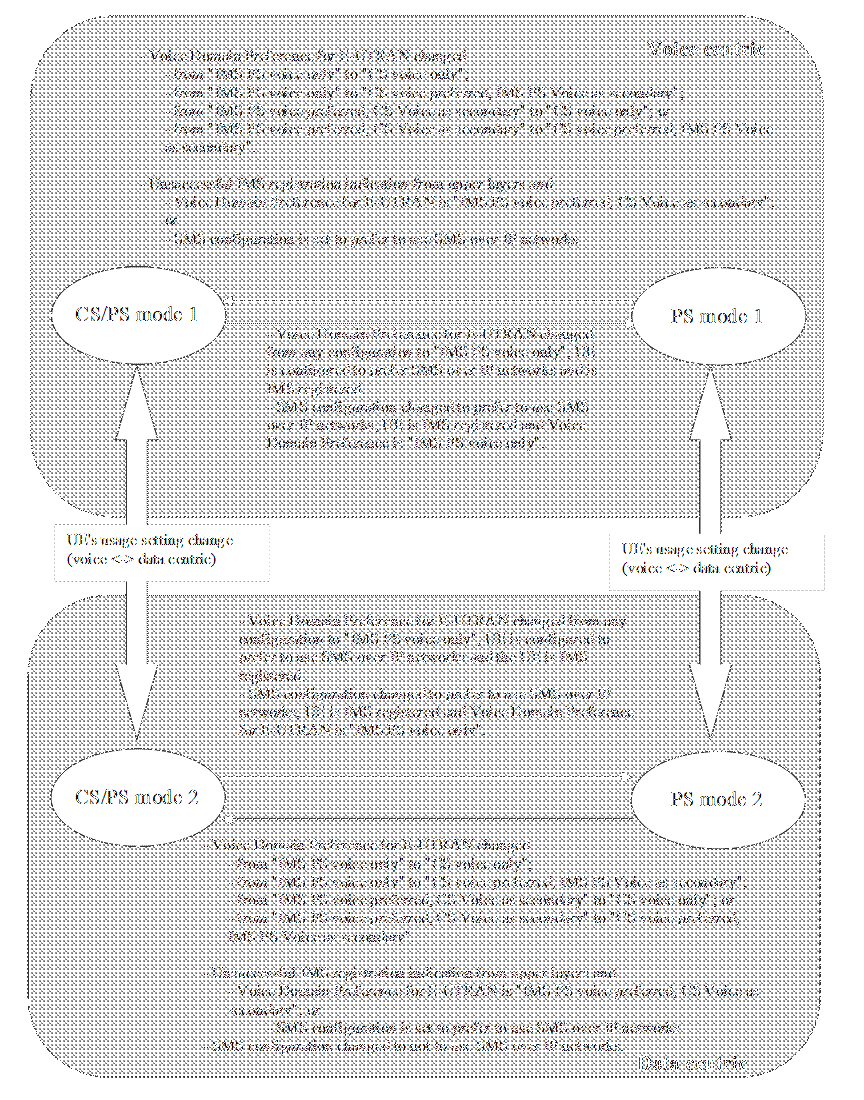 Voice centric
Voice Domain Preference for E-UTRAN changed
- from "IMS PS voice only" to "CS voice only";
- from "IMS PS voice only" to "CS voice preferred, IMS PS Voice as secondary";
- from "IMS PS voice preferred, CS Voice as secondary" to "CS voice only"; or
- from "IMS PS voice preferred, CS Voice as secondary" to "CS voice preferred, IMS PS Voice
as secondary".
Unsuccessful IMS registration indication from upper layers and
- Voice Domain Preference for E-UTRAN is "IMS PS voice preferred, CS Voice as secondary";
or
- SMS configuration is set to prefer to use SMS over IP networks.
CS/PS mode 1
PS mode 1
- Voice Domain Preference for E-UTRAN changed
from any configuration to "IMS PS voice only", UE
is configured to prefer SMS over IP networks and is
IMS registered
- SMS configuration changed to prefer to use SMS
over IP networks, UE is IMS registered and Voice
Domain Preference is "IMS PS voice only"
UE's usage setting change
(voice <-> data centric)
UE's usage setting change
(voice <-> data centric)
- Voice Domain Preference for E-UTRAN changed from any
configuration to "IMS PS voice only", UE is configured to
prefer to use SMS over IP networks and the UE is IMS
registered
- SMS configuration changed to prefer to use SMS over IP
networks, UE is IMS registered and Voice Domain Preference
for E-UTRAN is "IMS PS voice only".
CS/PS mode 2
PS mode 2
- Voice Domain Preference for E-UTRAN changed
- from "IMS PS voice only" to "CS voice only";
- from "IMS PS voice only" to "CS voice preferred, IMS PS Voice as secondary";
- from "IMS PS voice preferred, CS Voice as secondary" to "CS voice only"; or
- from "IMS PS voice preferred, CS Voice as secondary" to "CS voice preferred,
IMS PS Voice as secondary"
- Unsuccessful IMS registration indication from upper layers and
- Voice Domain Preference for E-UTRAN is "IMS PS voice preferred, CS Voice as
secondary"; or
- SMS configuration is set to prefer to use SMS over IP networks
- SMS configuration changed to not to use SMS over IP networks.
Data centric